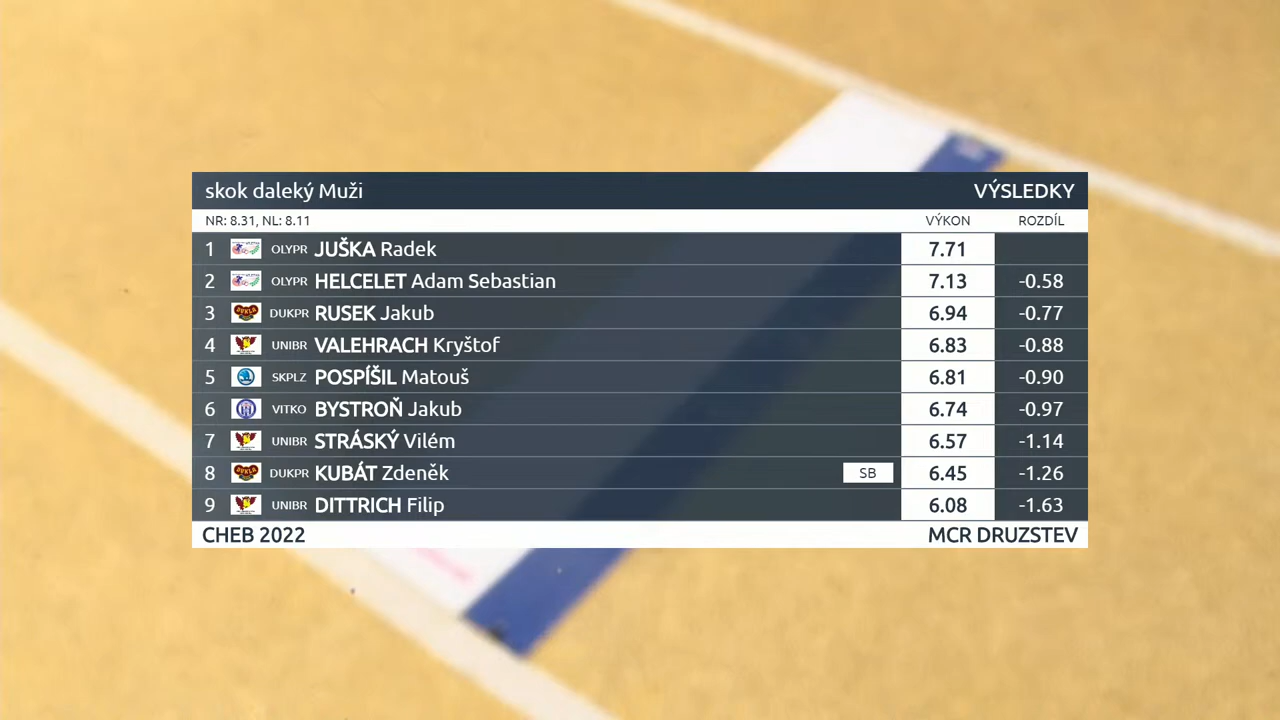 skok daleký Muži VÝSLEDKY
NR: 8.31, NL: 8.11 VÝKON ROZDÍL
1 OLYPR JUŠKA Radek 7.71
2 OLYPR HELCELET Adam Sebastian 7.13 -0.58
3 DUKPR RUSEK Jakub 6.94 -0.77
4 UNIBR VALEHRACH Kryštof 6.83 -0.88
5 SKPLZ POSPÍŠIL Matouš 6.81 -0.90
6 VITKO BYSTROŇ Jakub 6.74 -0.97
7 UNIBR STRÁSKÝ Vilém 6.57 -1.14
8 DUKPR KUBÁT Zdeněk SB 6.45 -1.26
9 UNIBR DITTRICH Filip 6.08 -1.63
CHEB 2022 MCR DRUZSTEV